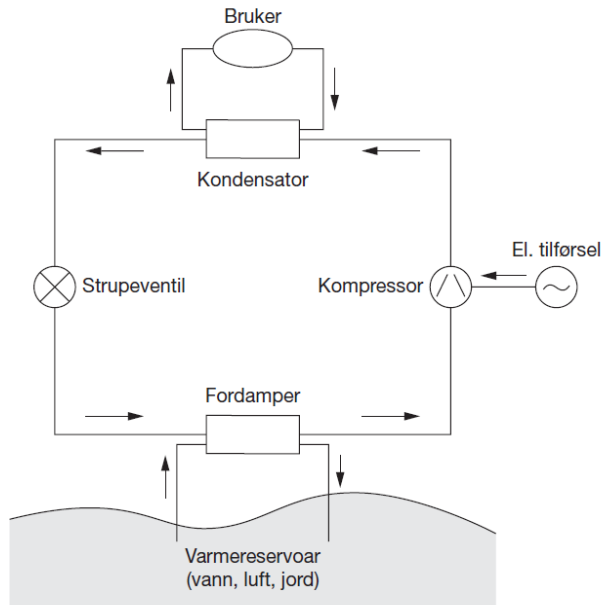 Bruker
Kondensator
El. tilførsel
Strupeventil
Kompressor
Fordamper
Varmereservoar
(vann, luft, jord)